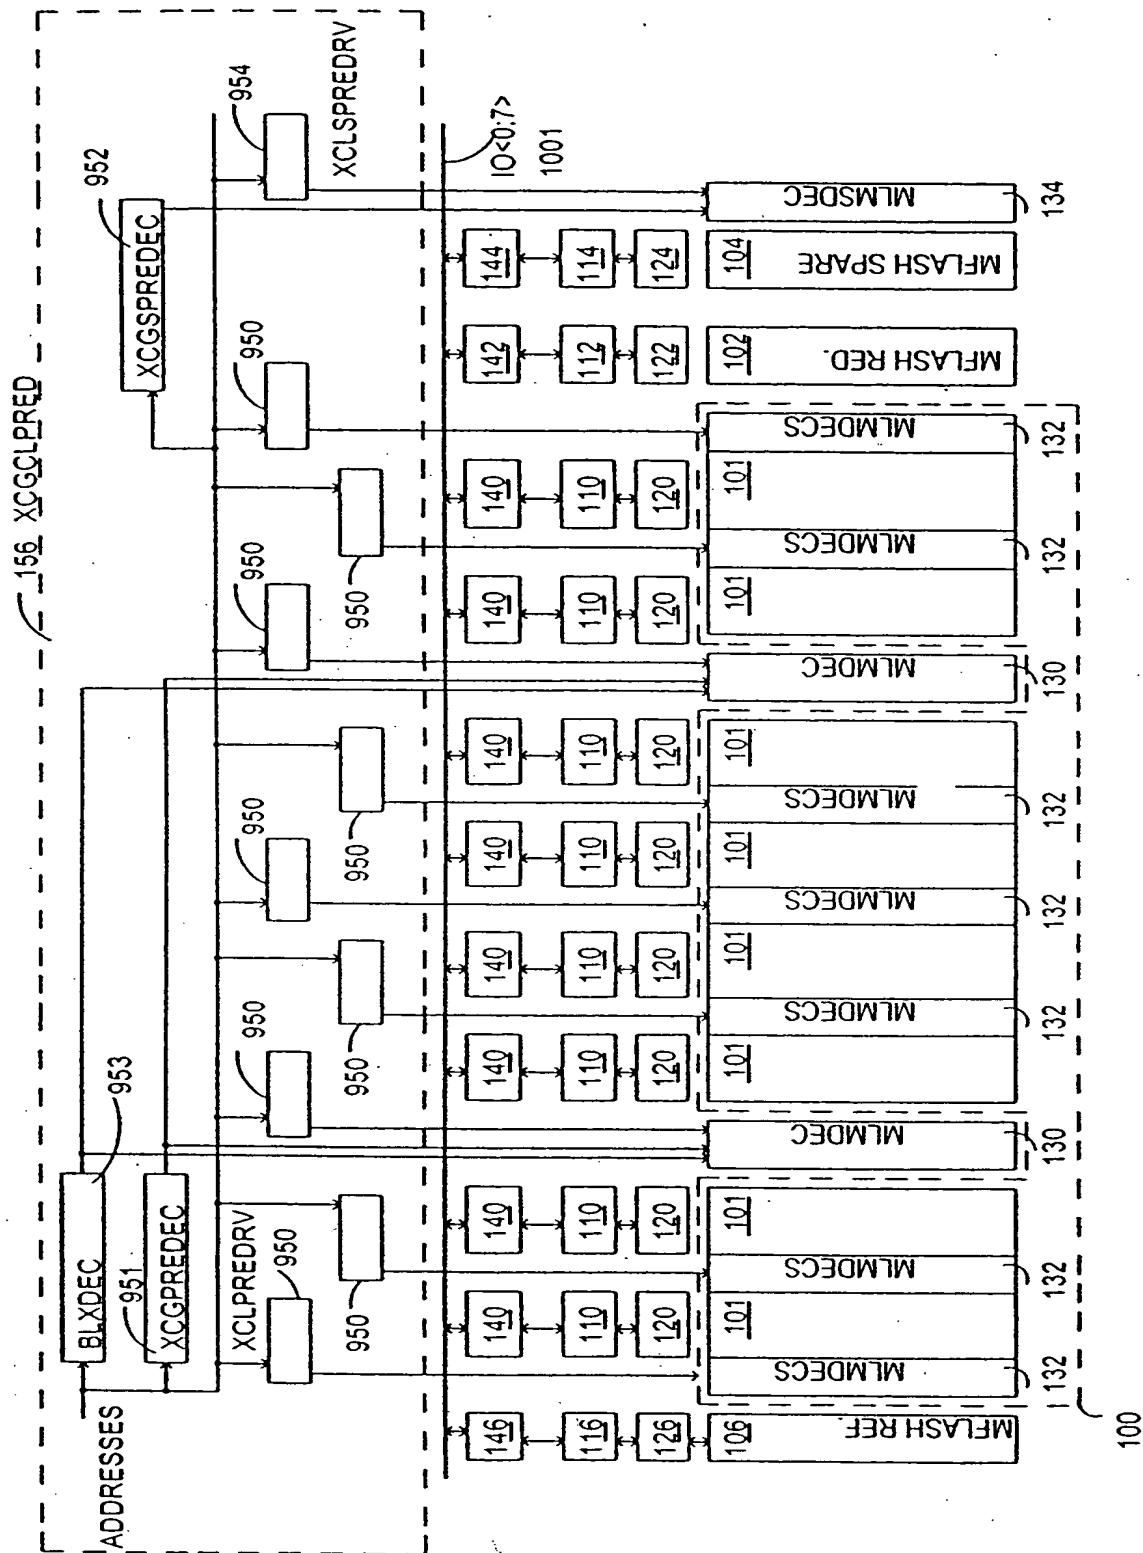 156 XCGCLPRED
BLXDEC
953
952
ADDRESSES
951
XCGPREDEC
XCGSPREDEC
XCLPREDRV
950
950
950
950
950
954
950
950
950
950
XCLSPREDRV
IO<0:7>
1001
146 140 140 140 140 140 140 140 140 142 144
116 110 110 110 110 110 110 110 110 112 114
126 120 120 120 120 120 120 120 120 122 124
106 101 101 101 101 101 101 101 101 102 104
MFLASH REF.
MLMDECS
MLMDECS
MLMDEC
MLMDECS
MLMDECS
MLMDECS
MLMDEC
MLMDECS
MLMDECS
MFLASH RED.
MFLASH SPARE
MLMSDEC
132 132 130 132 132 132 130 132 132 134
100